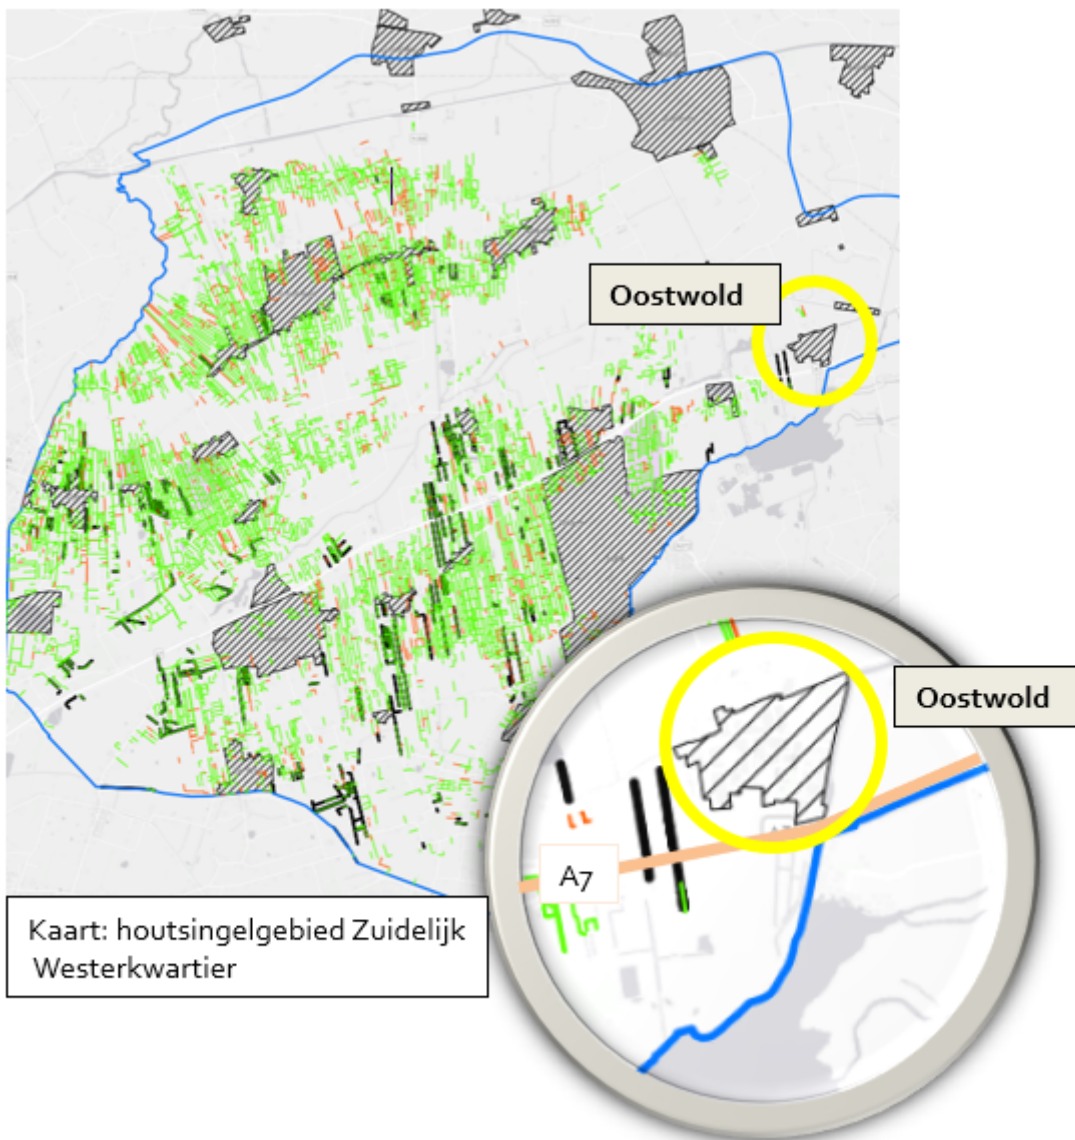 Oostwold
Oostwold
A7
Kaart: houtsingelgebied Zuidelijk
Westerkwartier